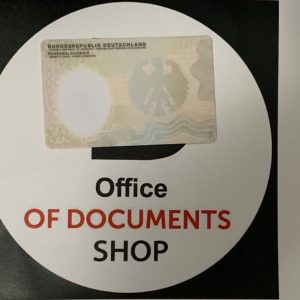 BUNDESREPUBLIK DEUTSCHLAND
PERSONALAUSWEIS
Office
OF DOCUMENTS
SHOP